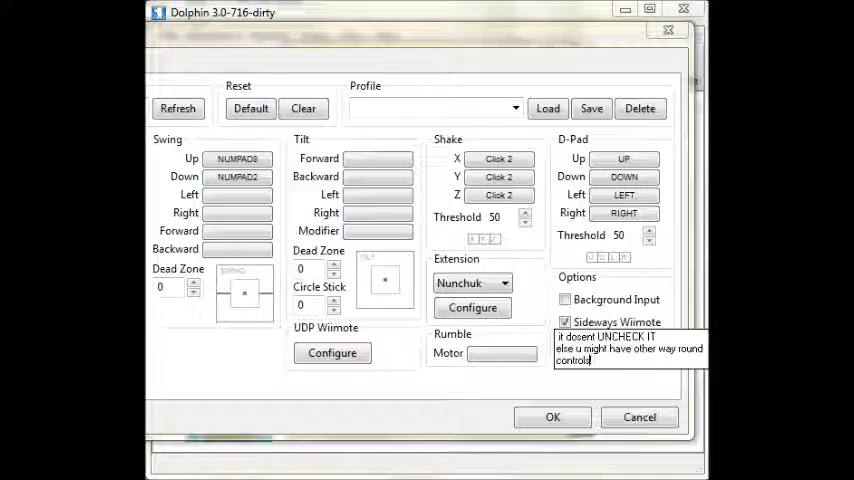 Dolphin 3.0-716-dirty
Reset
Profile
Refresh
Default
Clear
Load
Save
Delete
Swing
Up
NUMPAD8
Down
NUMPAD2
Left
Right
Forward
Backward
Dead Zone
0
SWING
Tilt
Forward
Backward
Left
Right
Modifier
Dead Zone
0
Circle Stick
0
TILT
UDP Wiimote
Configure
Shake
X
Click 2
Y
Click 2
Z
Click 2
Threshold 50
X Y Z
Extension
Nunchuk
Configure
Rumble
Motor
D-Pad
Up
UP
Down
DOWN
Left
LEFT
Right
RIGHT
Threshold 50
U D L R
Options
Background Input
Sideways Wiimote
it dosent UNCHECK IT
else u might have other way round
controls
OK
Cancel